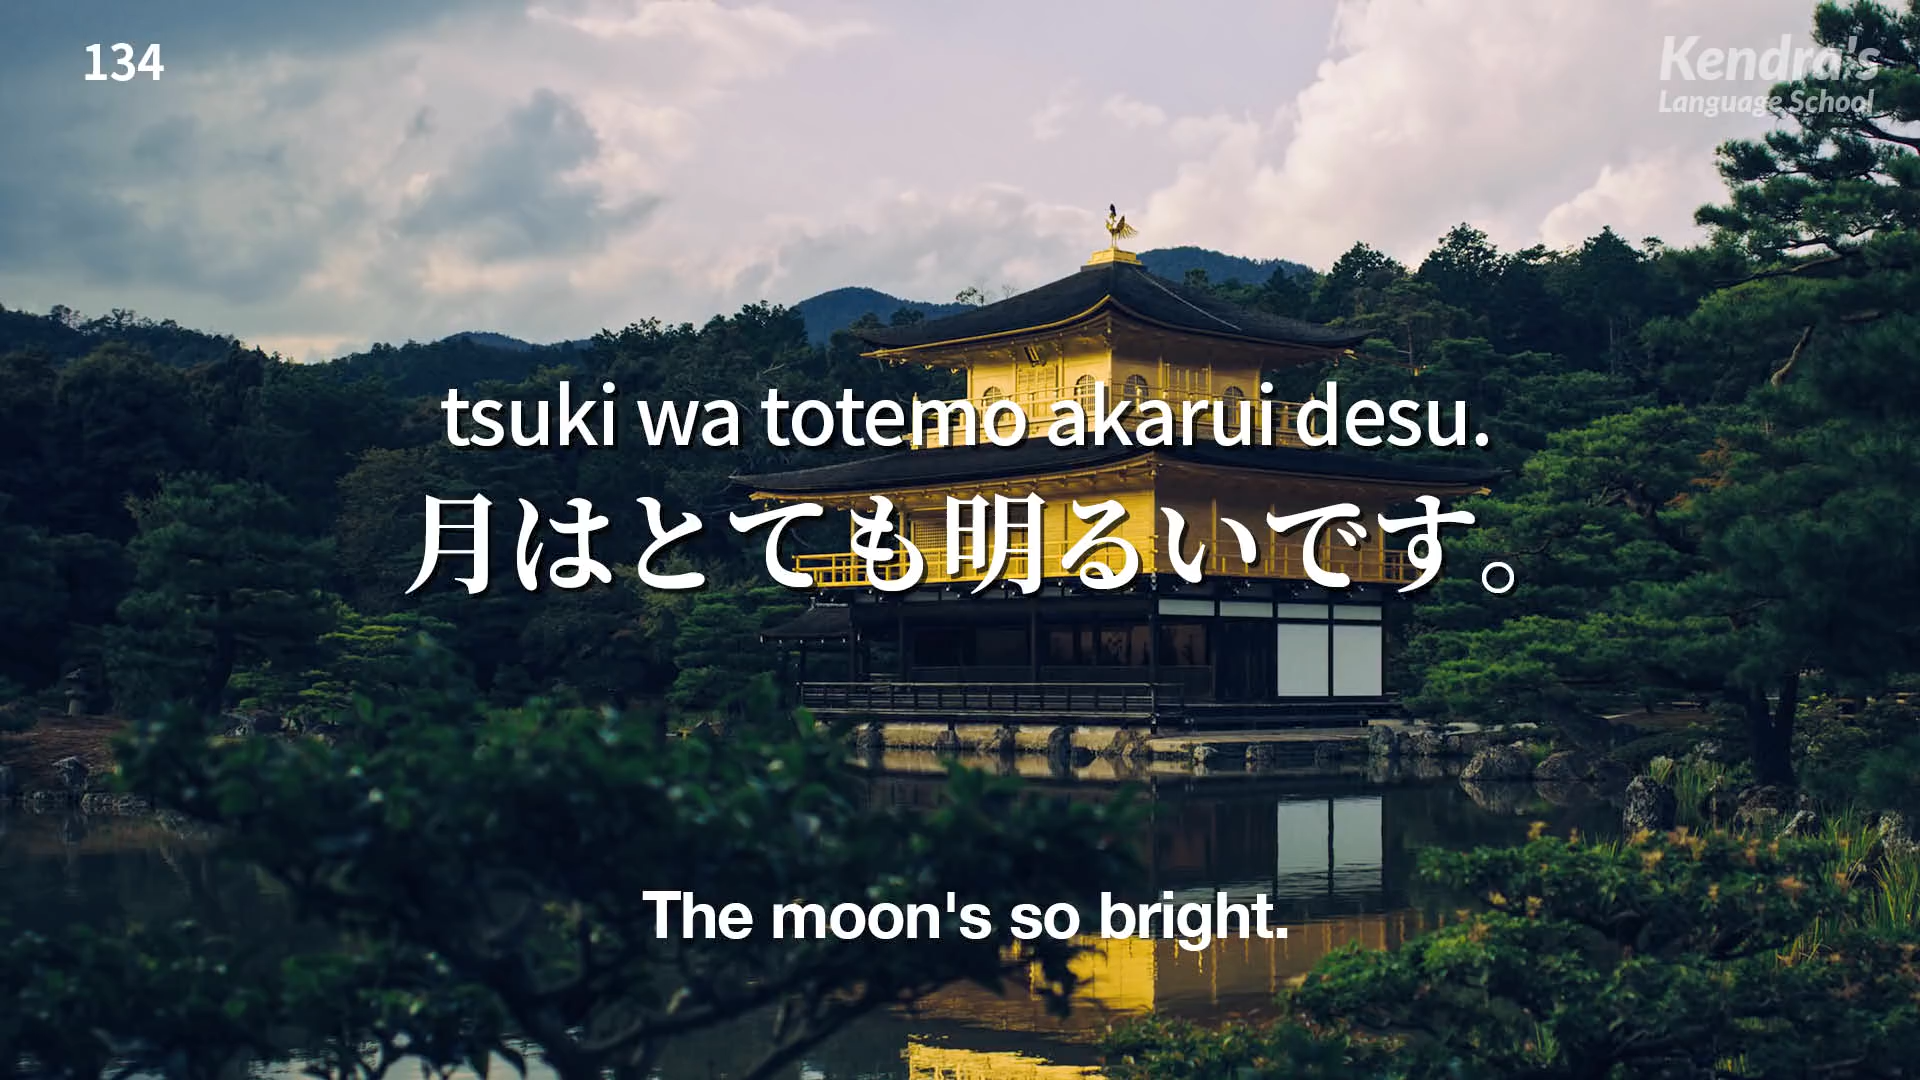 134
Kendra's
Language School
tsuki wa totemo akarui desu.
月はとても明るいです。
The moon's so bright.